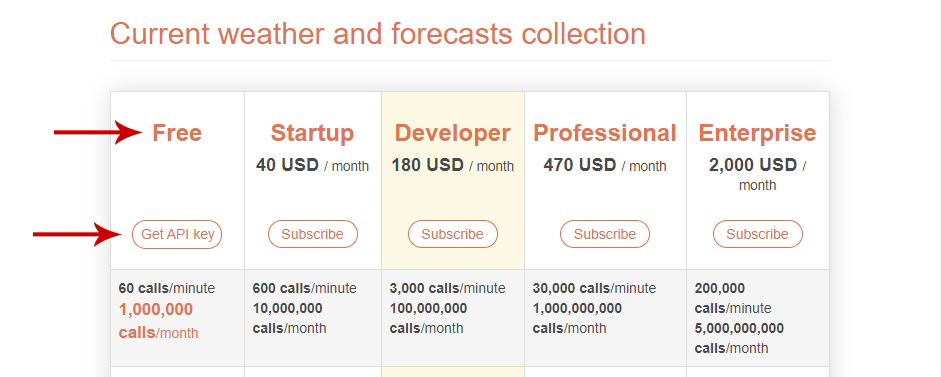 Current weather and forecasts collection
Free
Startup
40 USD / month
Developer
180 USD / month
Professional
470 USD / month
Enterprise
2,000 USD /
month
Get API key
Subscribe
Subscribe
Subscribe
Subscribe
60 calls/minute
1,000,000
calls/month
600 calls/minute
10,000,000
calls/month
3,000 calls/minute
100,000,000
calls/month
30,000 calls/minute
1,000,000,000
calls/month
200,000
calls/minute
5,000,000,000
calls/month